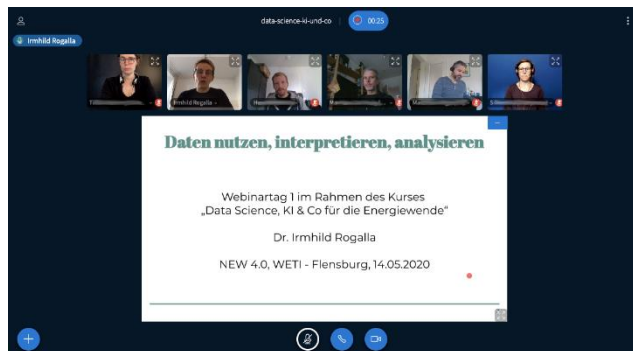 data-science-ki-und-co
00:25
Irmhild Rogalla
Irmhild Rogalla
Daten nutzen, interpretieren, analysieren
Webinartag 1 im Rahmen des Kurses
„Data Science, KI & Co für die Energiewende“
Dr. Irmhild Rogalla
NEW 4.0, WETI - Flensburg, 14.05.2020